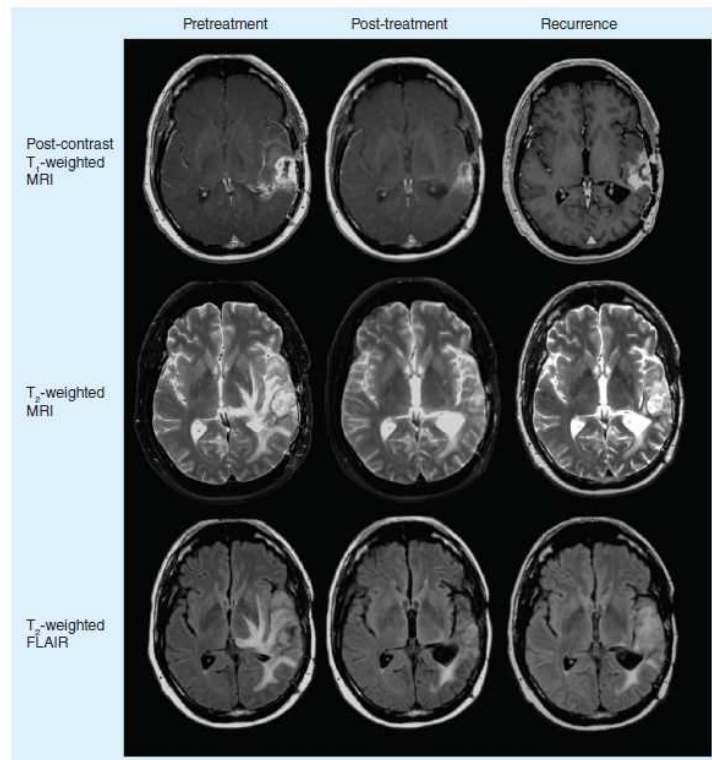 Pretreatment Post-treatment Recurrence
Post-contrast
T₁-weighted
MRI
T₂-weighted
MRI
T₂-weighted
FLAIR